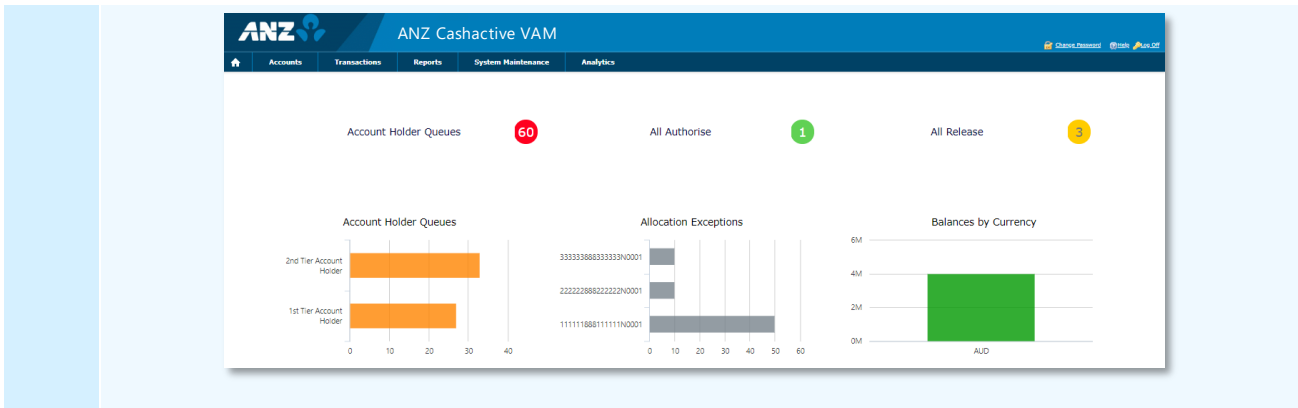 ANZ
ANZ Cashactive VAM
Change Password Help Log Off
Accounts Transactions Reports System Maintenance Analytics
Account Holder Queues 60 All Authorise 1 All Release 3
Account Holder Queues
2nd Tier Account
Holder
1st Tier Account
Holder
0 10 20 30 40
Allocation Exceptions
333333888333333N0001
222222888222222N0001
111111888111111N0001
0 10 20 30 40 50 60
Balances by Currency
6M
4M
2M
0M
AUD